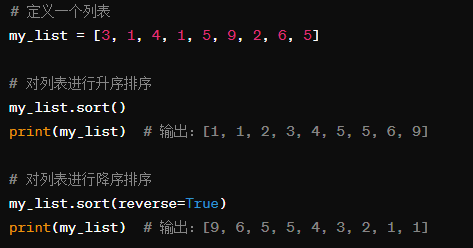 # 定义一个列表
my_list = [3, 1, 4, 1, 5, 9, 2, 6, 5]
# 对列表进行升序排序
my_list.sort()
print(my_list)  # 输出：[1, 1, 2, 3, 4, 5, 5, 6, 9]
# 对列表进行降序排序
my_list.sort(reverse=True)
print(my_list)  # 输出：[9, 6, 5, 5, 4, 3, 2, 1, 1]